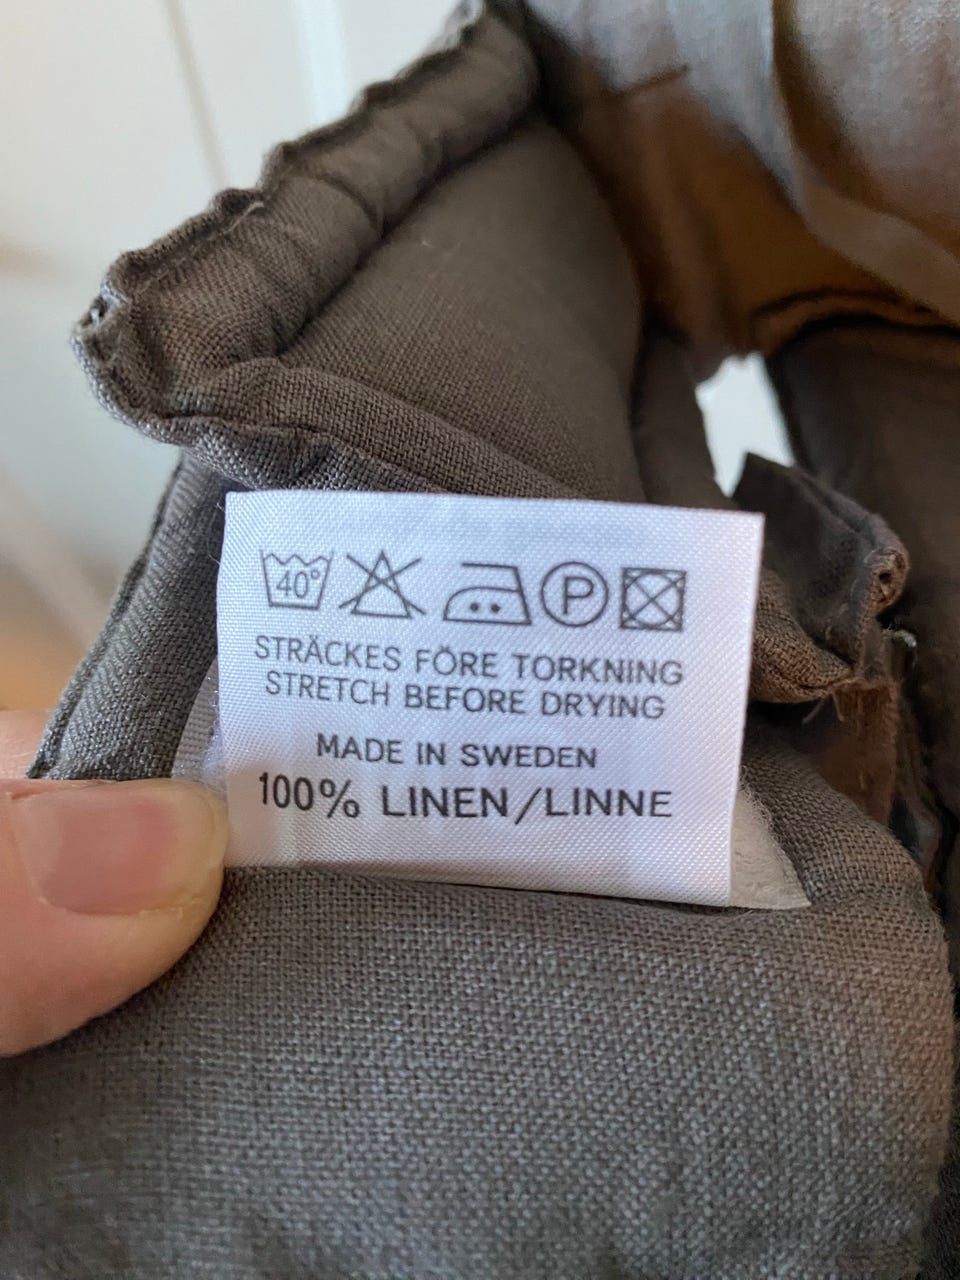 40°
P
STRÄCKES FÖRE TORKNING
STRETCH BEFORE DRYING
MADE IN SWEDEN
100% LINEN/LINNE